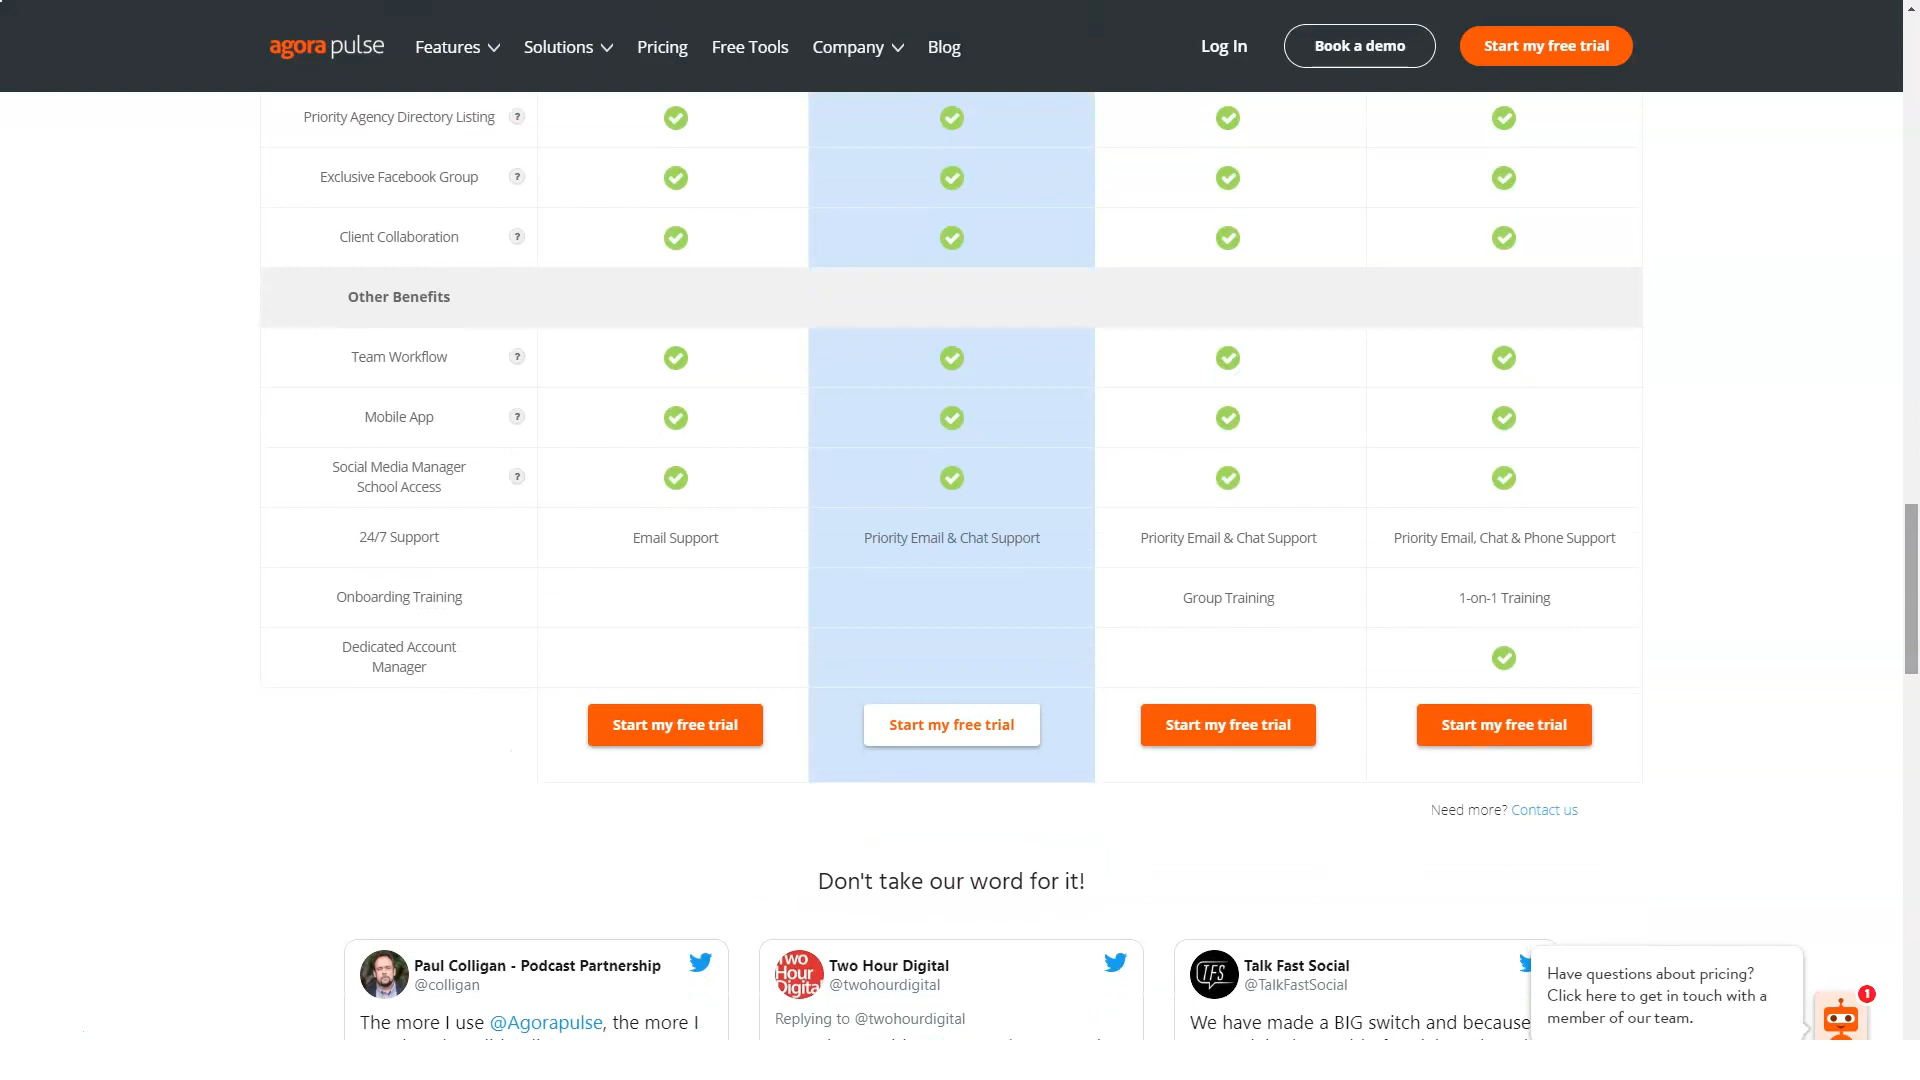 agorapulse Features Solutions Pricing Free Tools Company Blog Log In Book a demo Start my free trial
Priority Agency Directory Listing ?
Exclusive Facebook Group ?
Client Collaboration ?
Other Benefits
Team Workflow ?
Mobile App ?
Social Media Manager
School Access ?
24/7 Support Email Support Priority Email & Chat Support Priority Email & Chat Support Priority Email, Chat & Phone Support
Onboarding Training Group Training 1-on-1 Training
Dedicated Account
Manager
Start my free trial Start my free trial Start my free trial Start my free trial
Need more? Contact us
Don't take our word for it!
Paul Colligan - Podcast Partnership
@colligan
The more I use @Agorapulse, the more I
Two Hour Digital
Two Hour Digital
@twohourdigital
Replying to @twohourdigital
TFS
Talk Fast Social
@TalkFastSocial
We have made a BIG switch and because
Have questions about pricing?
Click here to get in touch with a
member of our team.
1